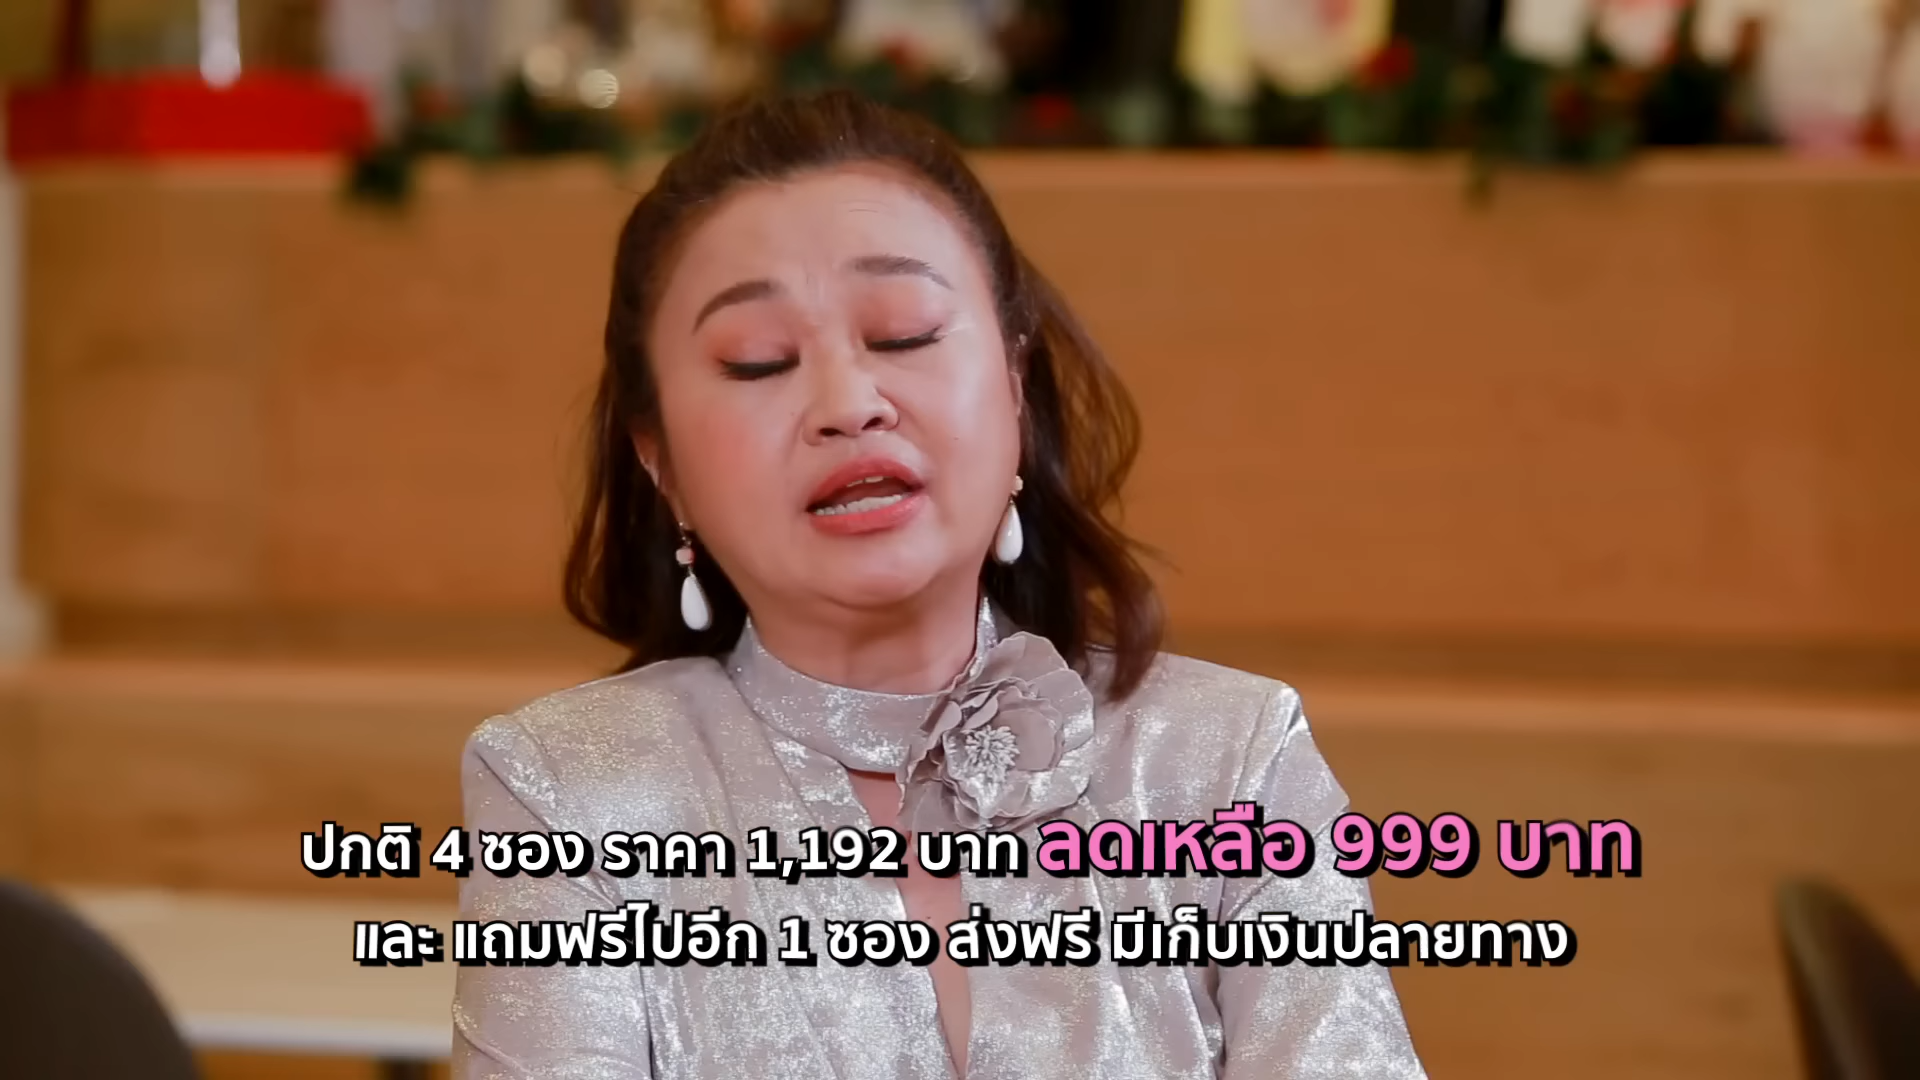 ปกติ 4 ซอง ราคา 1,192 บาท ลดเหลือ 999 บาท
และ แถมฟรีไปอีก 1 ซอง ส่งฟรี มีเก็บเงินปลายทาง